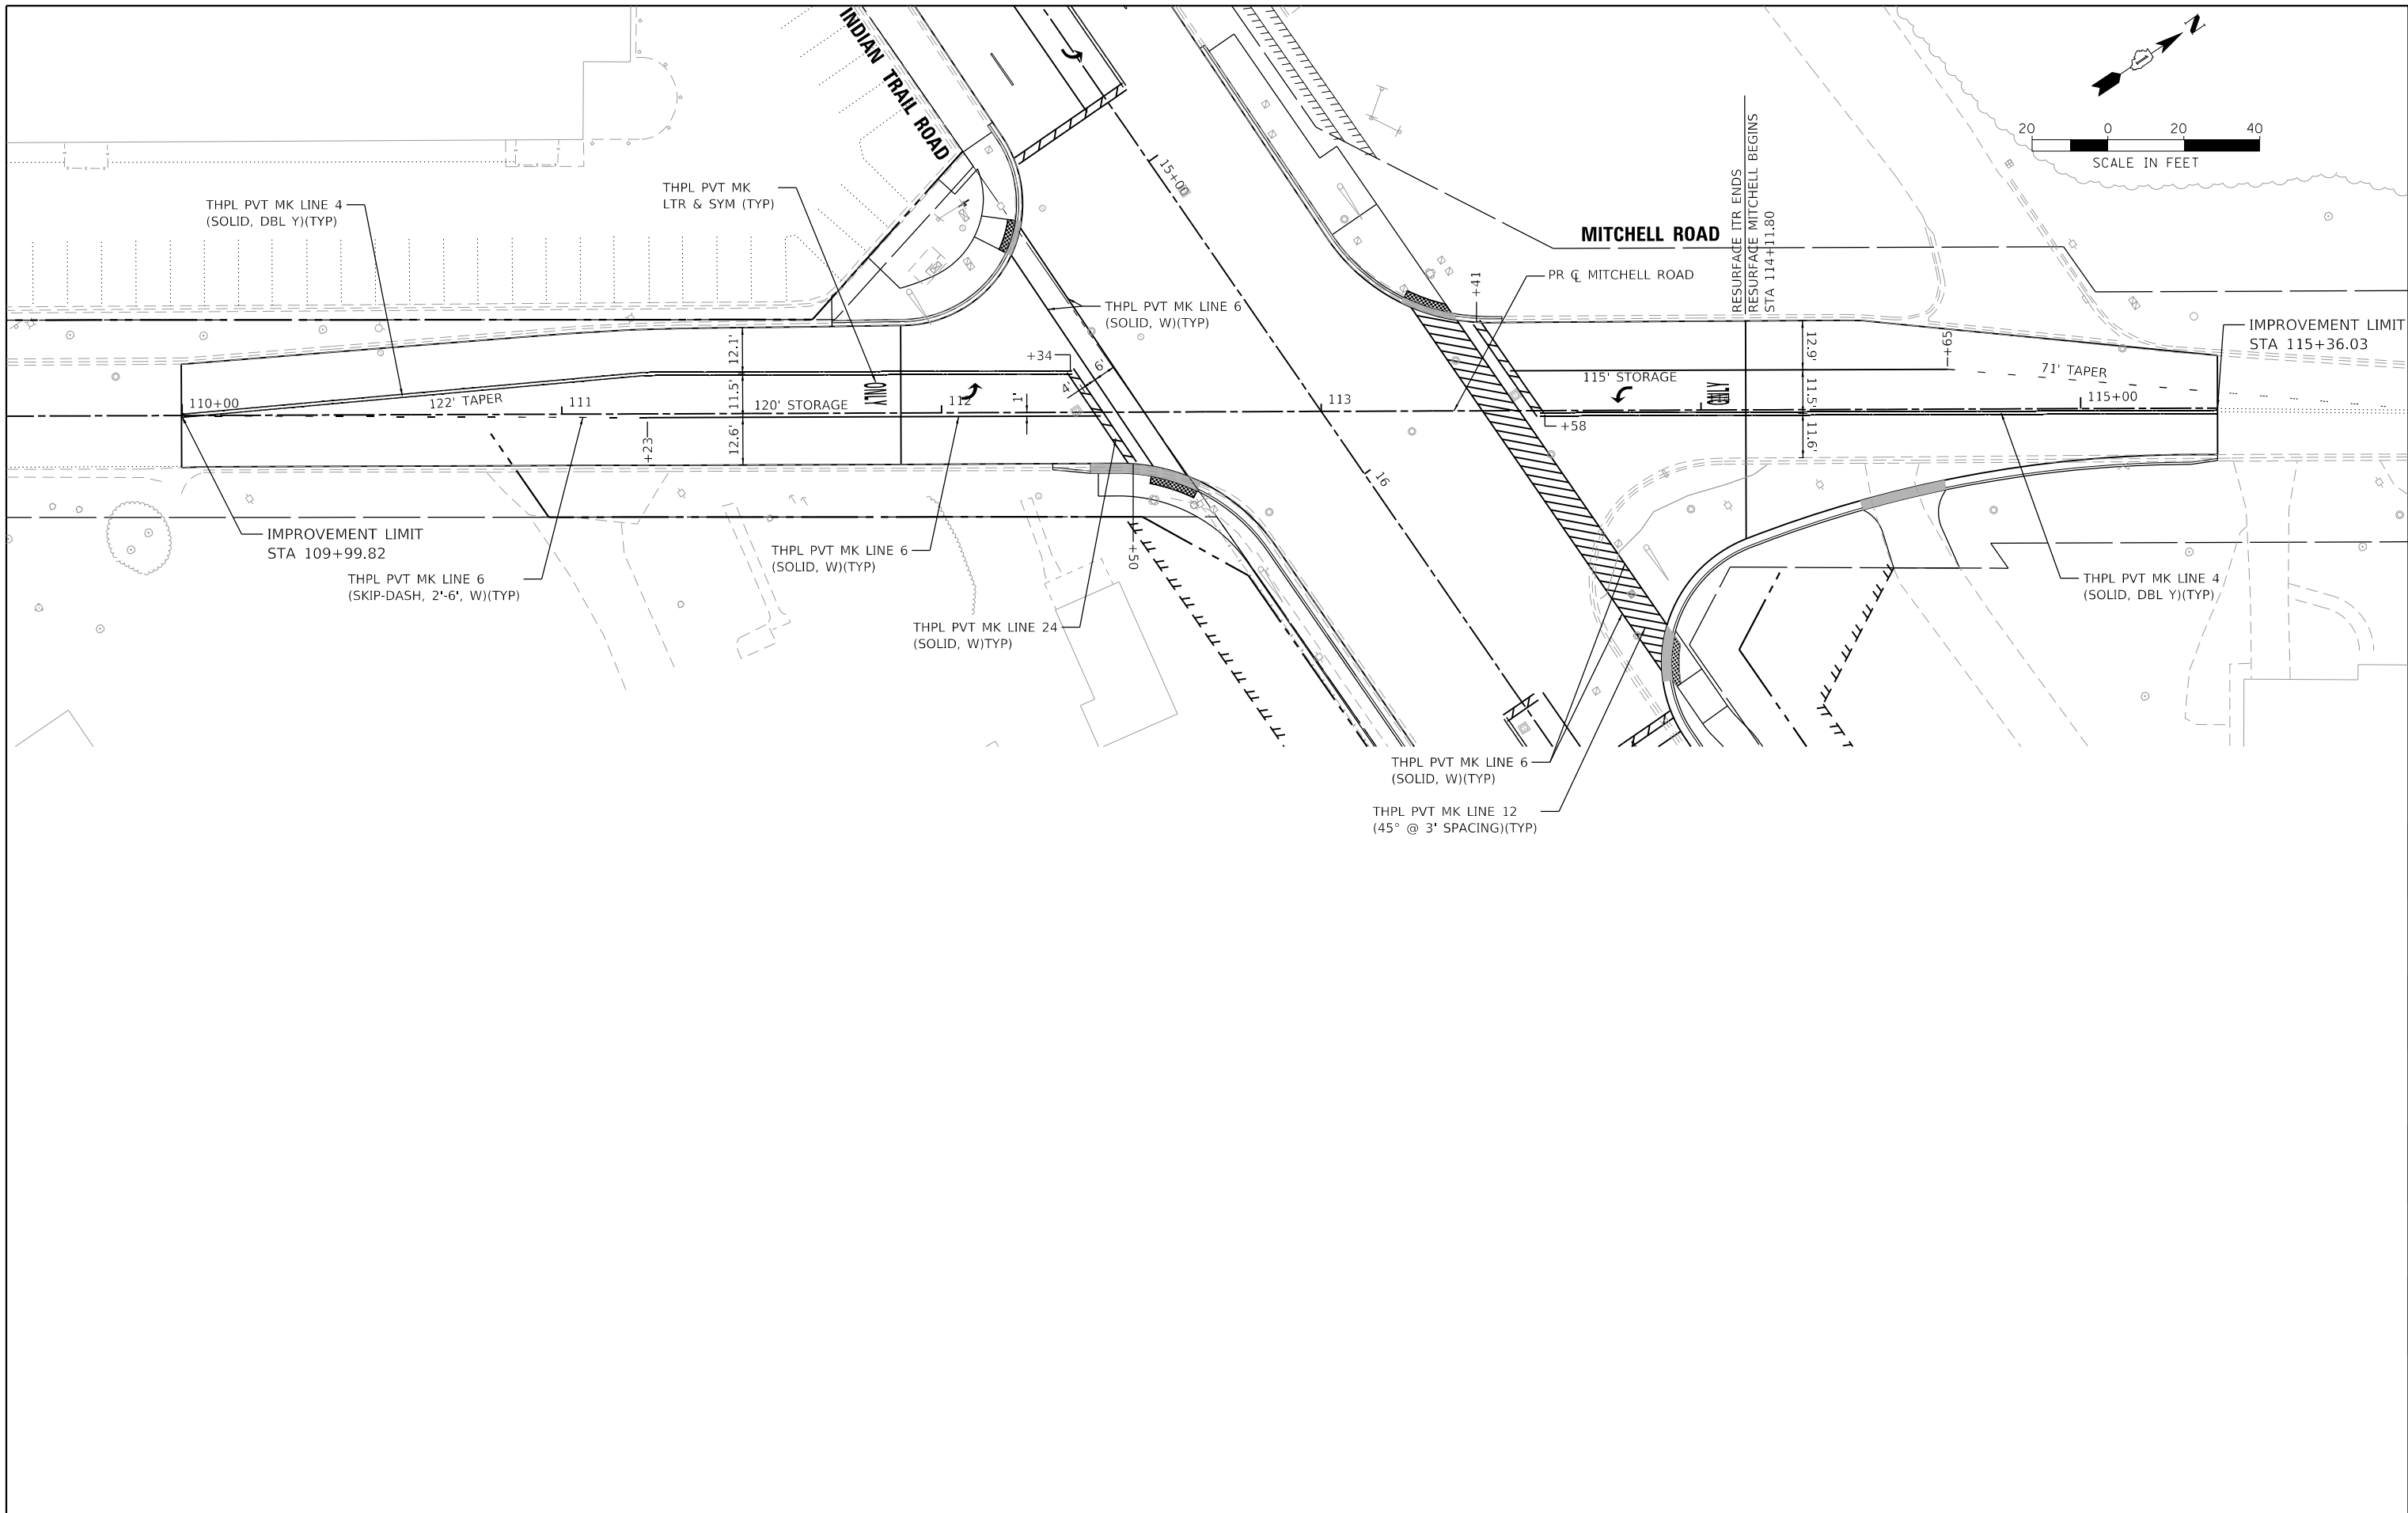 INDIAN TRAIL ROAD
N
1
20 0 20 40
SCALE IN FEET
15+00
THPL PVT MK
LTR & SYM (TYP)
THPL PVT MK LINE 4
(SOLID, DBL Y)(TYP)
RESURFACE ITR ENDS
RESURFACE MITCHELL BEGINS
STA 114+11.80
MITCHELL ROAD
PR ℄ MITCHELL ROAD
+41
THPL PVT MK LINE 6
(SOLID, W)(TYP)
IMPROVEMENT LIMIT
STA 115+36.03
12.1'
+34
6'
4'
12.9'
+95
71' TAPER
115' STORAGE
ONLY
ONLY
110+00
122' TAPER
111
11.5'
120' STORAGE
112
1'
113
11.5'
115+00
+23
12.6'
+58
11.6'
16
IMPROVEMENT LIMIT
STA 109+99.82
THPL PVT MK LINE 6
(SOLID, W)(TYP)
+50
THPL PVT MK LINE 6
(SKIP-DASH, 2'-6', W)(TYP)
THPL PVT MK LINE 4
(SOLID, DBL Y)(TYP)
THPL PVT MK LINE 24
(SOLID, W)TYP)
THPL PVT MK LINE 6
(SOLID, W)(TYP)
THPL PVT MK LINE 12
(45° @ 3' SPACING)(TYP)